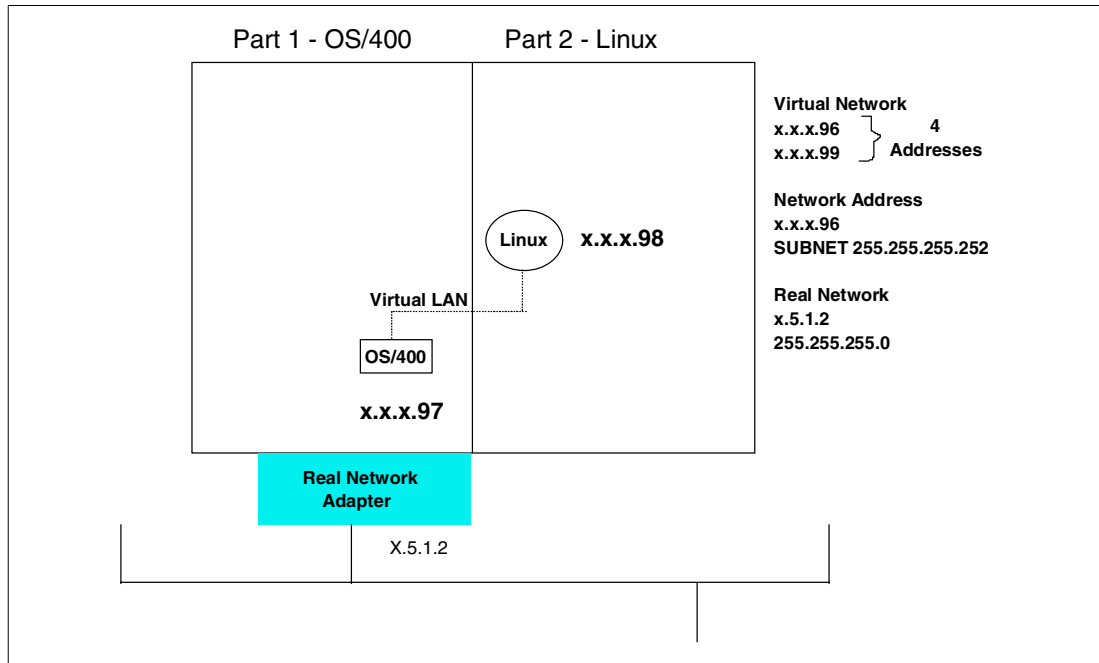 Part 1 - OS/400
Part 2 - Linux
Virtual Network
x.x.x.96
x.x.x.99
4
Addresses
Network Address
x.x.x.96
SUBNET 255.255.255.252
Real Network
x.5.1.2
255.255.255.0
Linux
x.x.x.98
Virtual LAN
OS/400
x.x.x.97
Real Network
Adapter
X.5.1.2